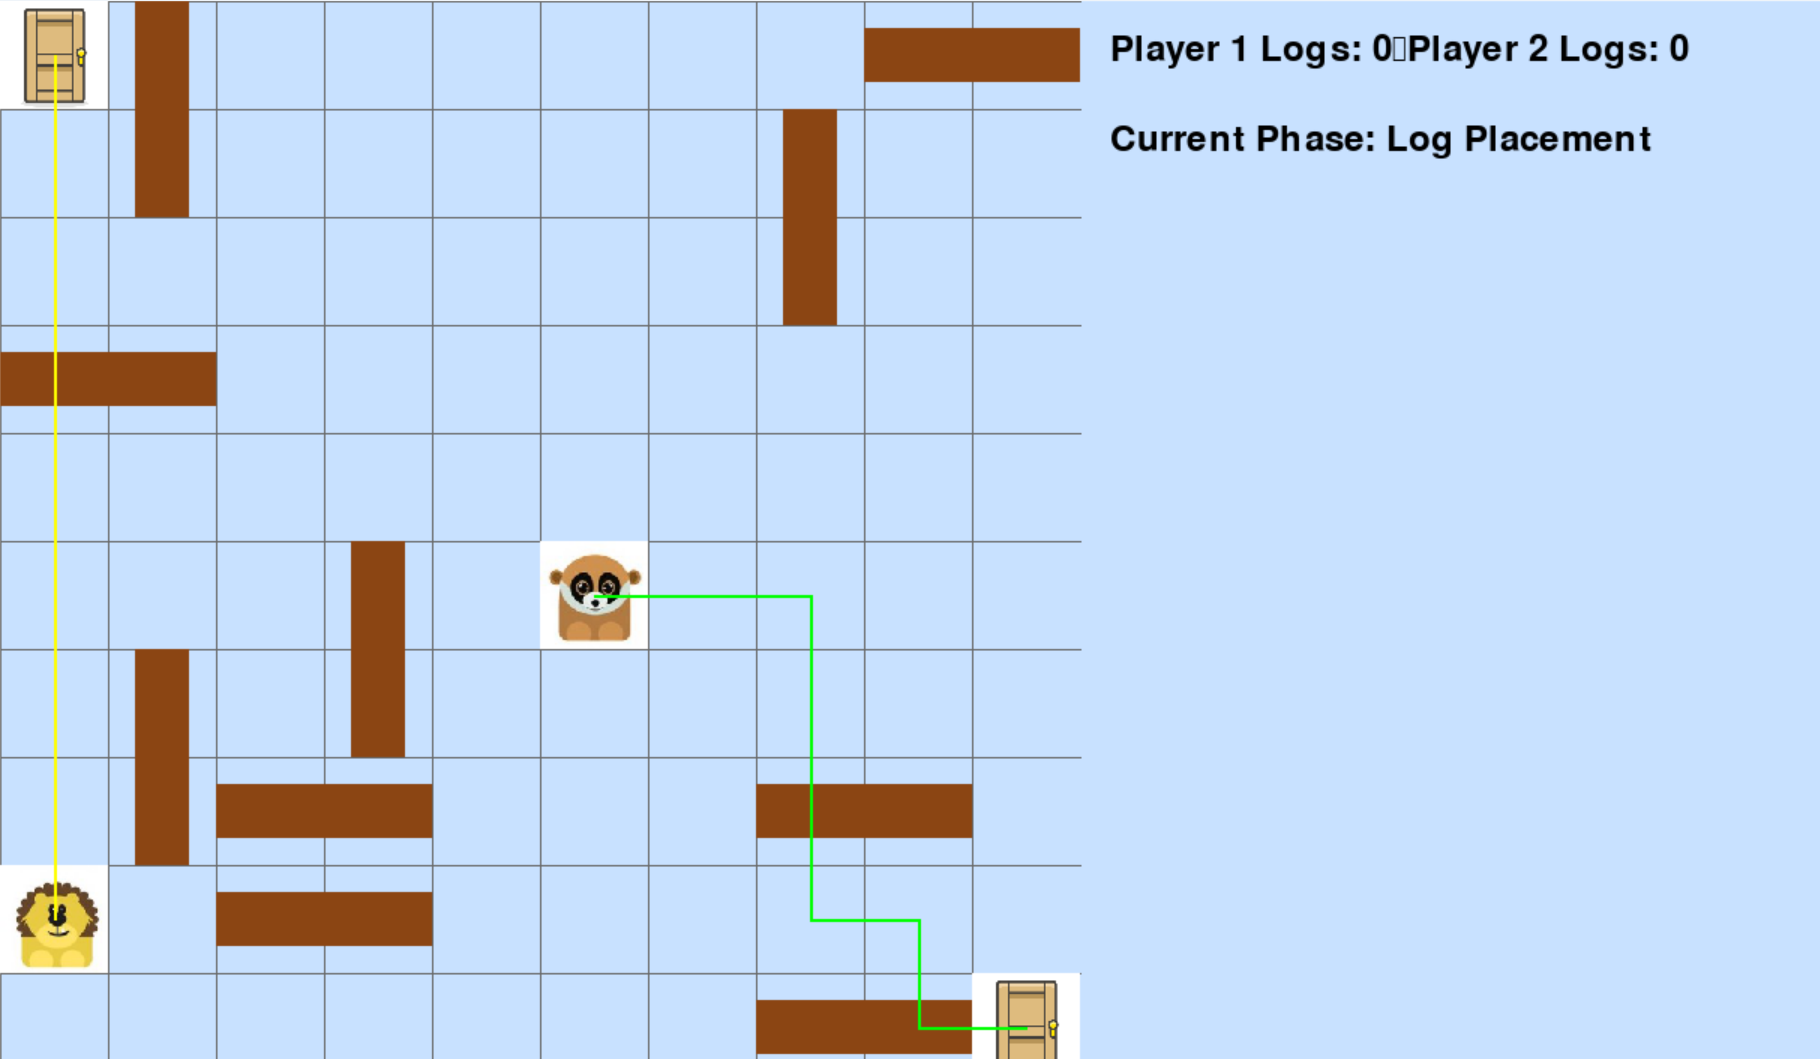 Player 1 Logs: 0▯Player 2 Logs: 0
Current Phase: Log Placement